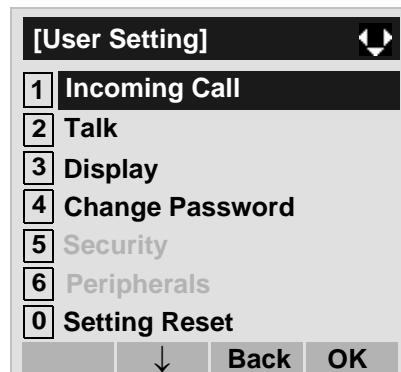 [User Setting]
1 Incoming Call
2 Talk
3 Display
4 Change Password
5 Security
6 Peripherals
0 Setting Reset
↓ Back OK